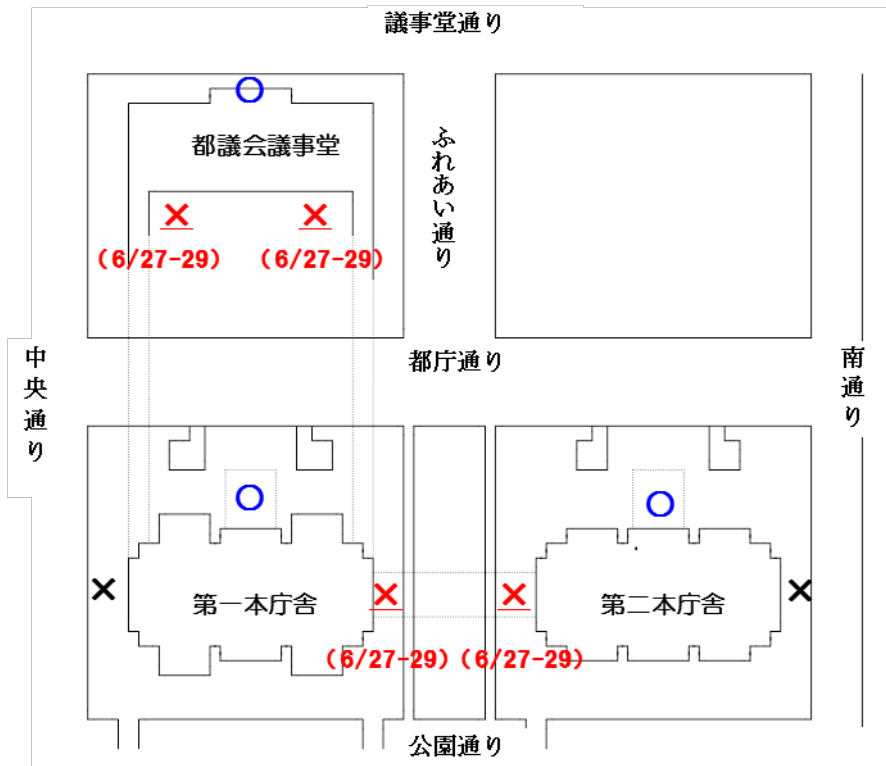 議事堂通り
都議会議事堂
ふれあい通り
(6/27-29)
(6/27-29)
都庁通り
中央通り
南通り
第一本庁舎
第二本庁舎
(6/27-29)
(6/27-29)
公園通り